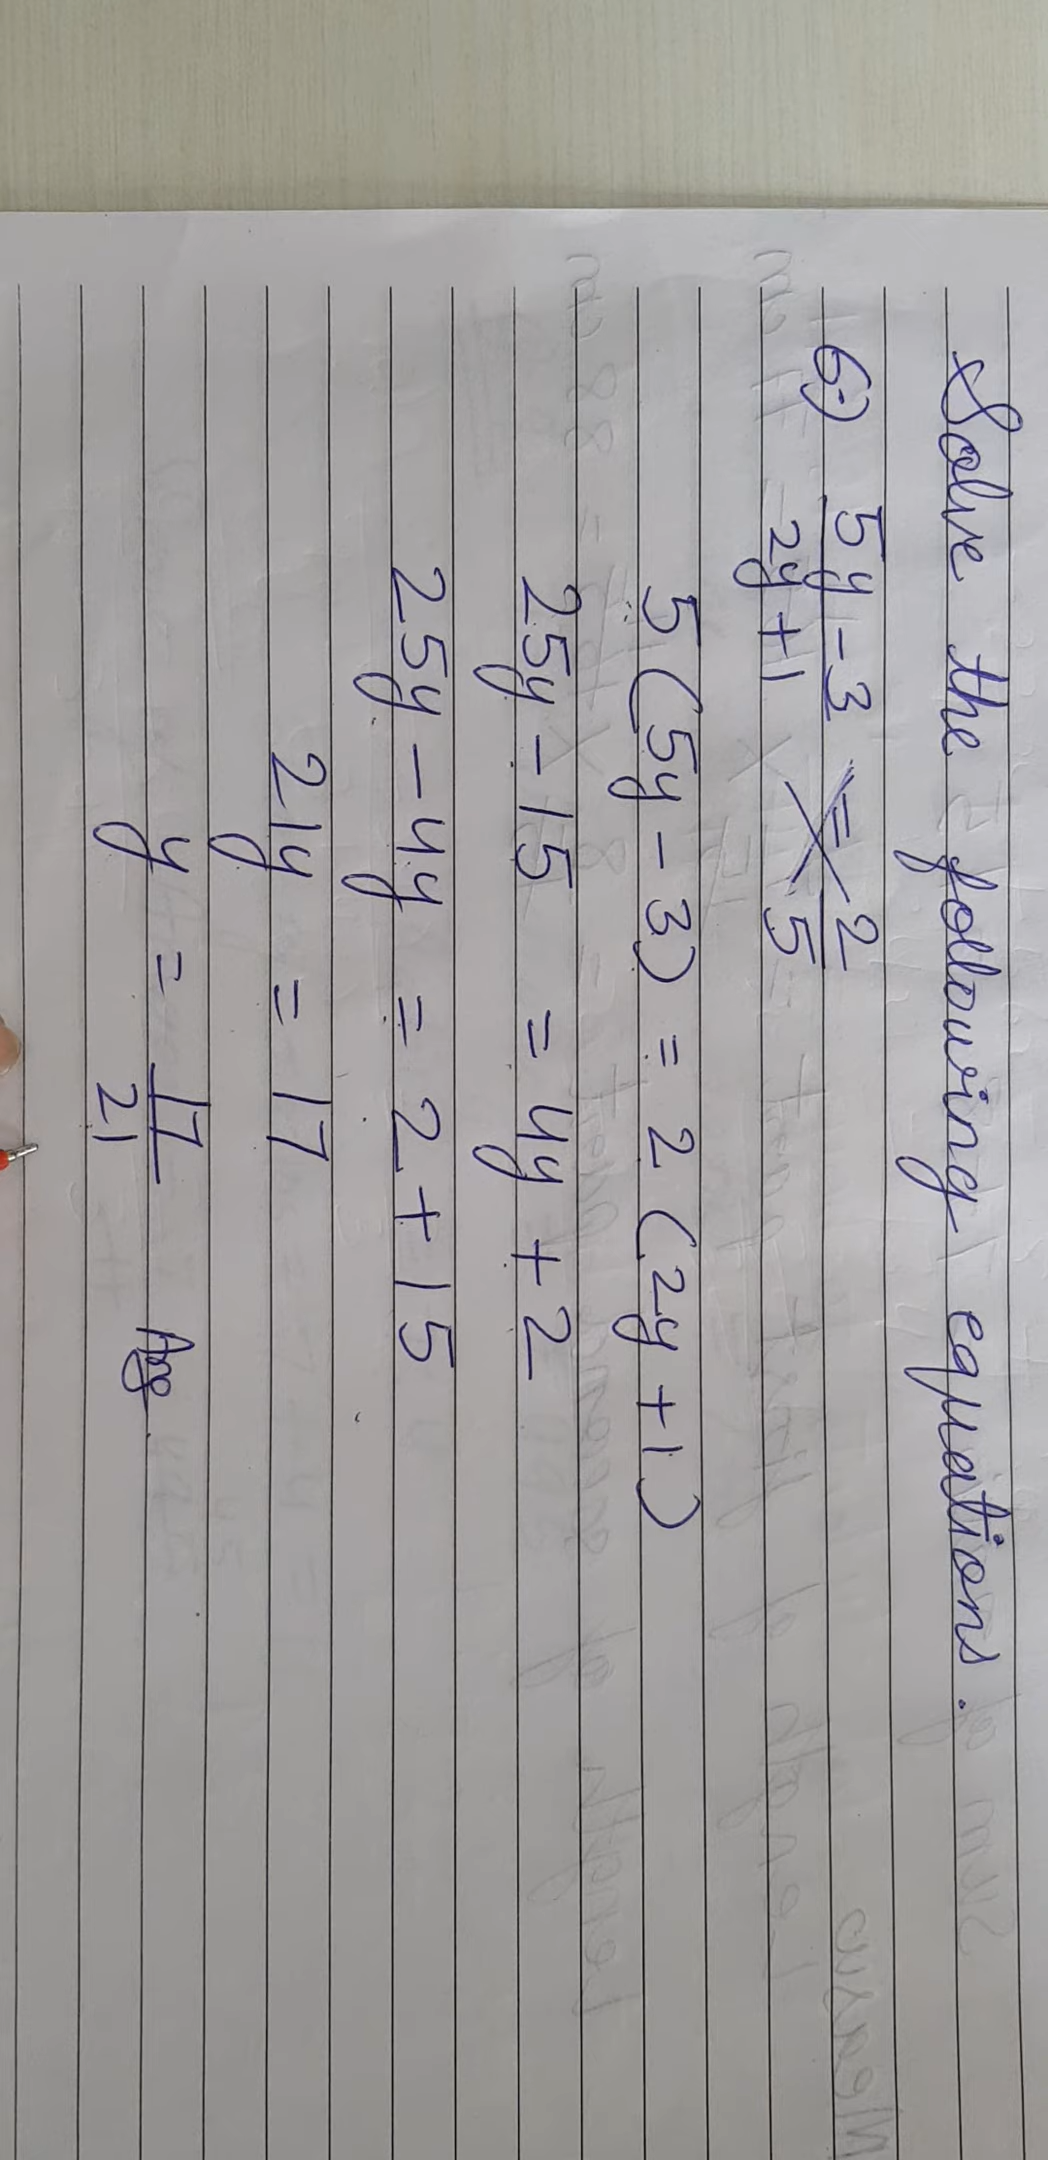 Solve the following equations.
6.) 5y - 3 / 2y + 1 = 2 / 5
5 (5y - 3) = 2 (2y + 1)
25y - 15 = 4y + 2
25y - 4y = 2 + 15
21y = 17
y = 17 / 21 Ans